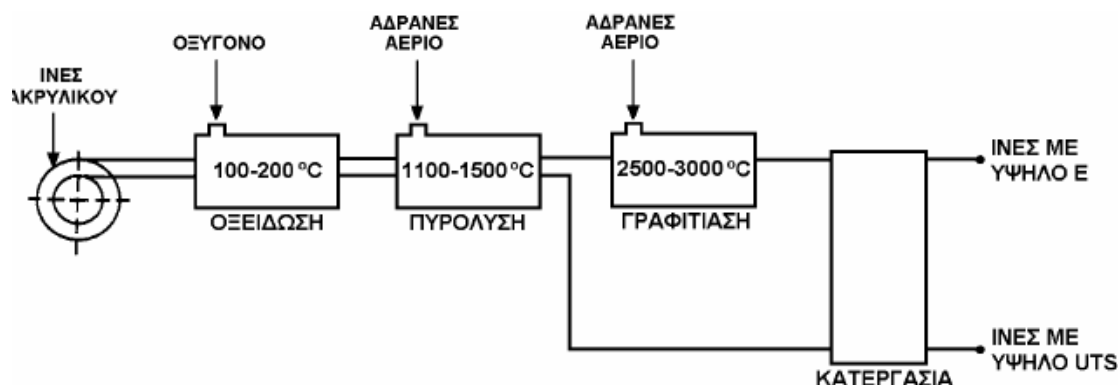 ΟΞΥΓΟΝΟ
ΑΔΡΑΝΕΣ
ΑΕΡΙΟ
ΑΔΡΑΝΕΣ
ΑΕΡΙΟ
ΙΝΕΣ
ΑΚΡΥΛΙΚΟΥ
100-200 °C
1100-1500 °C
2500-3000 °C
ΟΞΕΙΔΩΣΗ
ΠΥΡΟΛΥΣΗ
ΓΡΑΦΙΤΙΑΣΗ
ΙΝΕΣ ΜΕ
ΥΨΗΛΟ Ε
ΙΝΕΣ ΜΕ
ΥΨΗΛΟ UTS
ΚΑΤΕΡΓΑΣΙΑ